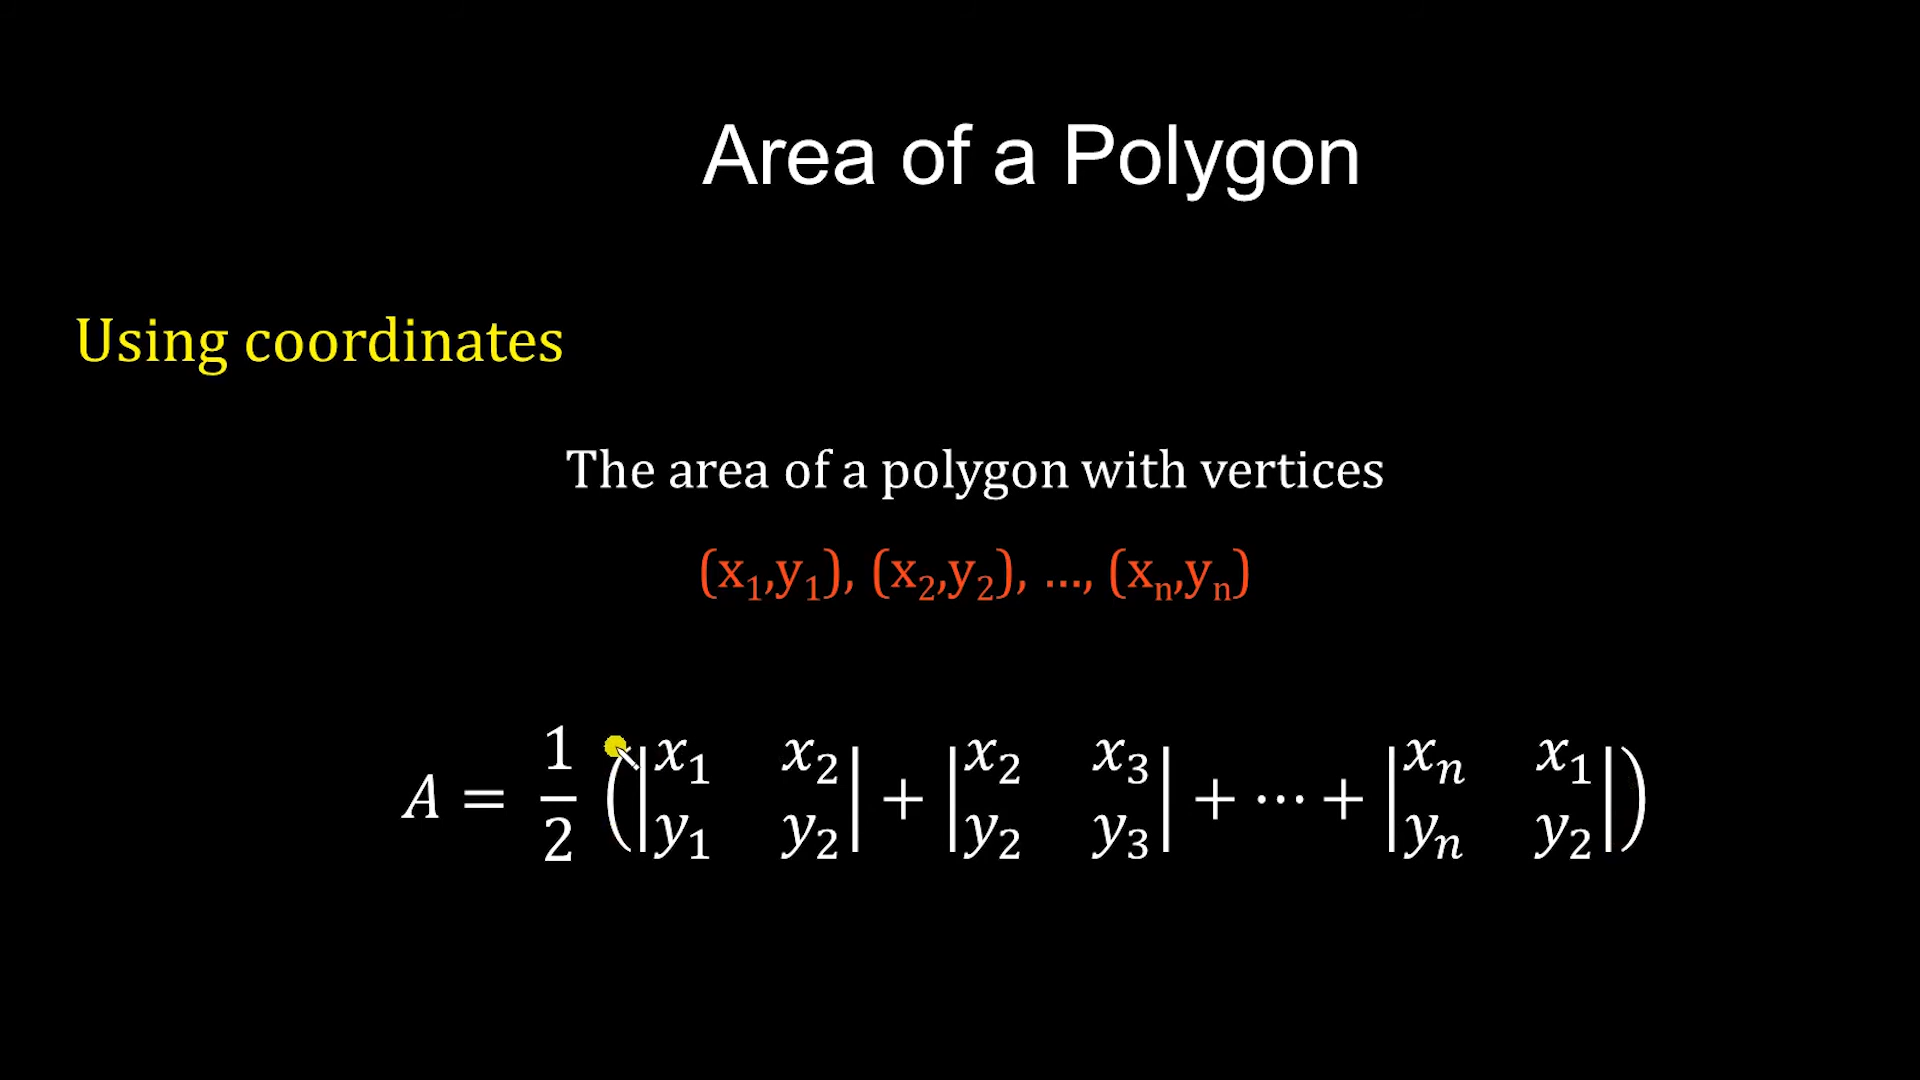 Area of a Polygon
Using coordinates
The area of a polygon with vertices
(x₁,y₁), (x₂,y₂), ..., (xₙ,yₙ)
A = 1/2 (|x₁ x₂; y₁ y₂| + |x₂ x₃; y₂ y₃| + ⋯ + |xₙ x₁; yₙ y₂|)